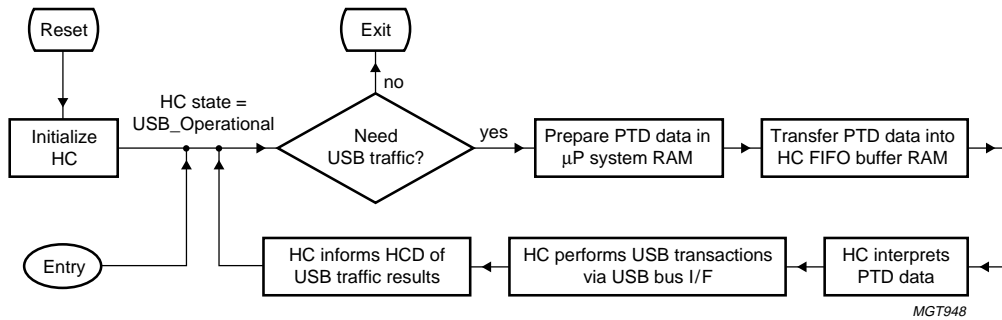 Reset
Exit
no
HC state =
USB_Operational
Initialize
HC
Need
USB traffic?
yes
Prepare PTD data in
µP system RAM
Transfer PTD data into
HC FIFO buffer RAM
Entry
HC informs HCD of
USB traffic results
HC performs USB transactions
via USB bus I/F
HC interprets
PTD data
MGT948